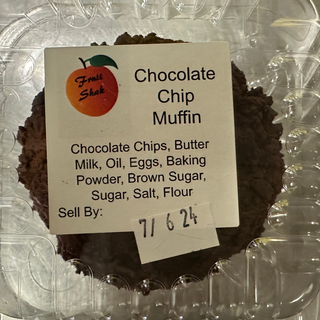 Fruit
Shak
Chocolate
Chip
Muffin
Chocolate Chips, Butter
Milk, Oil, Eggs, Baking
Powder, Brown Sugar,
Sugar, Salt, Flour
Sell By:
7/ 6 24